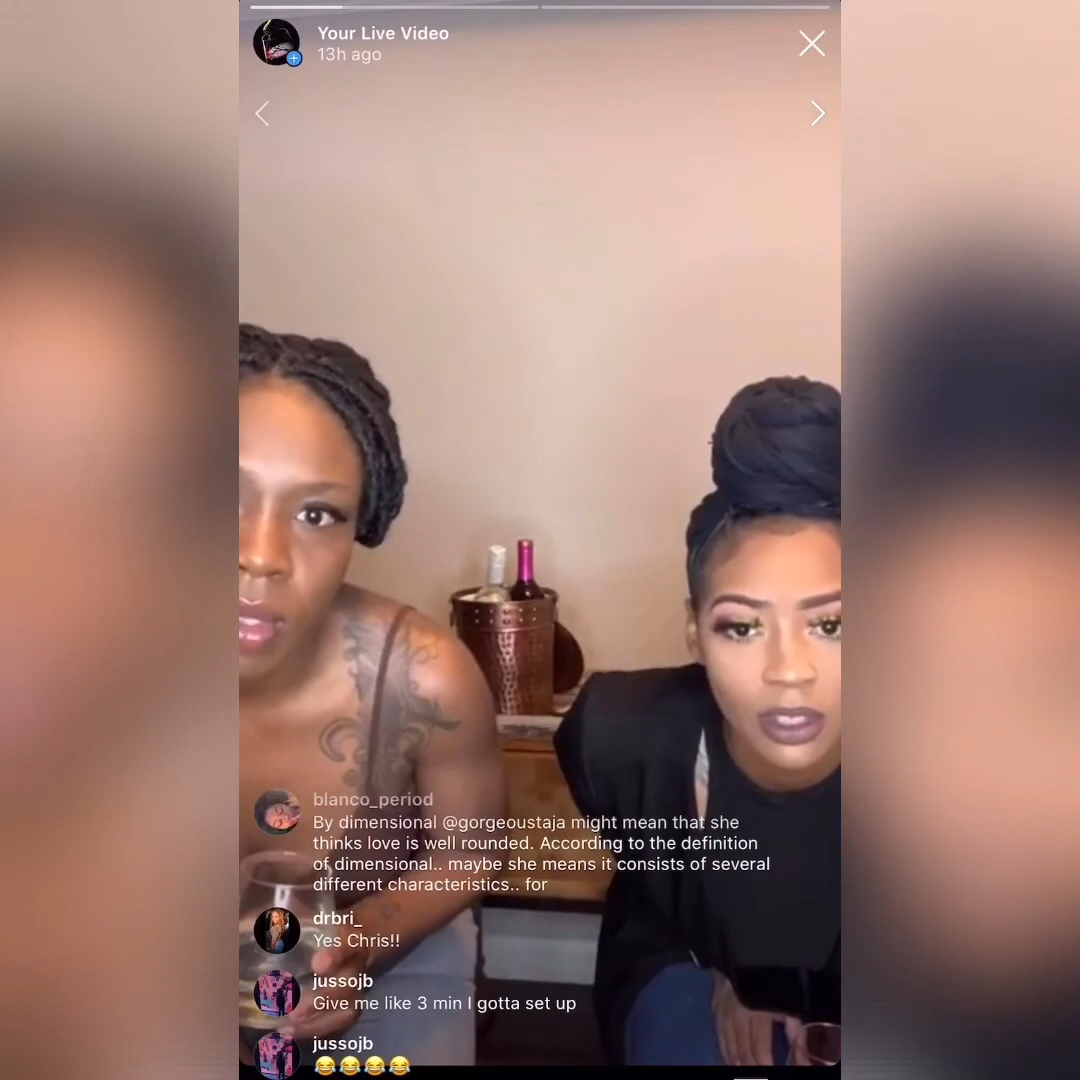 Your Live Video
13h ago
blanco_period
By dimensional @gorgeoustaja might mean that she
thinks love is well rounded. According to the definition
of dimensional.. maybe she means it consists of several
different characteristics.. for
drbri_
Yes Chris!!
jussojb
Give me like 3 min I gotta set up
jussojb
😂😂😂😂